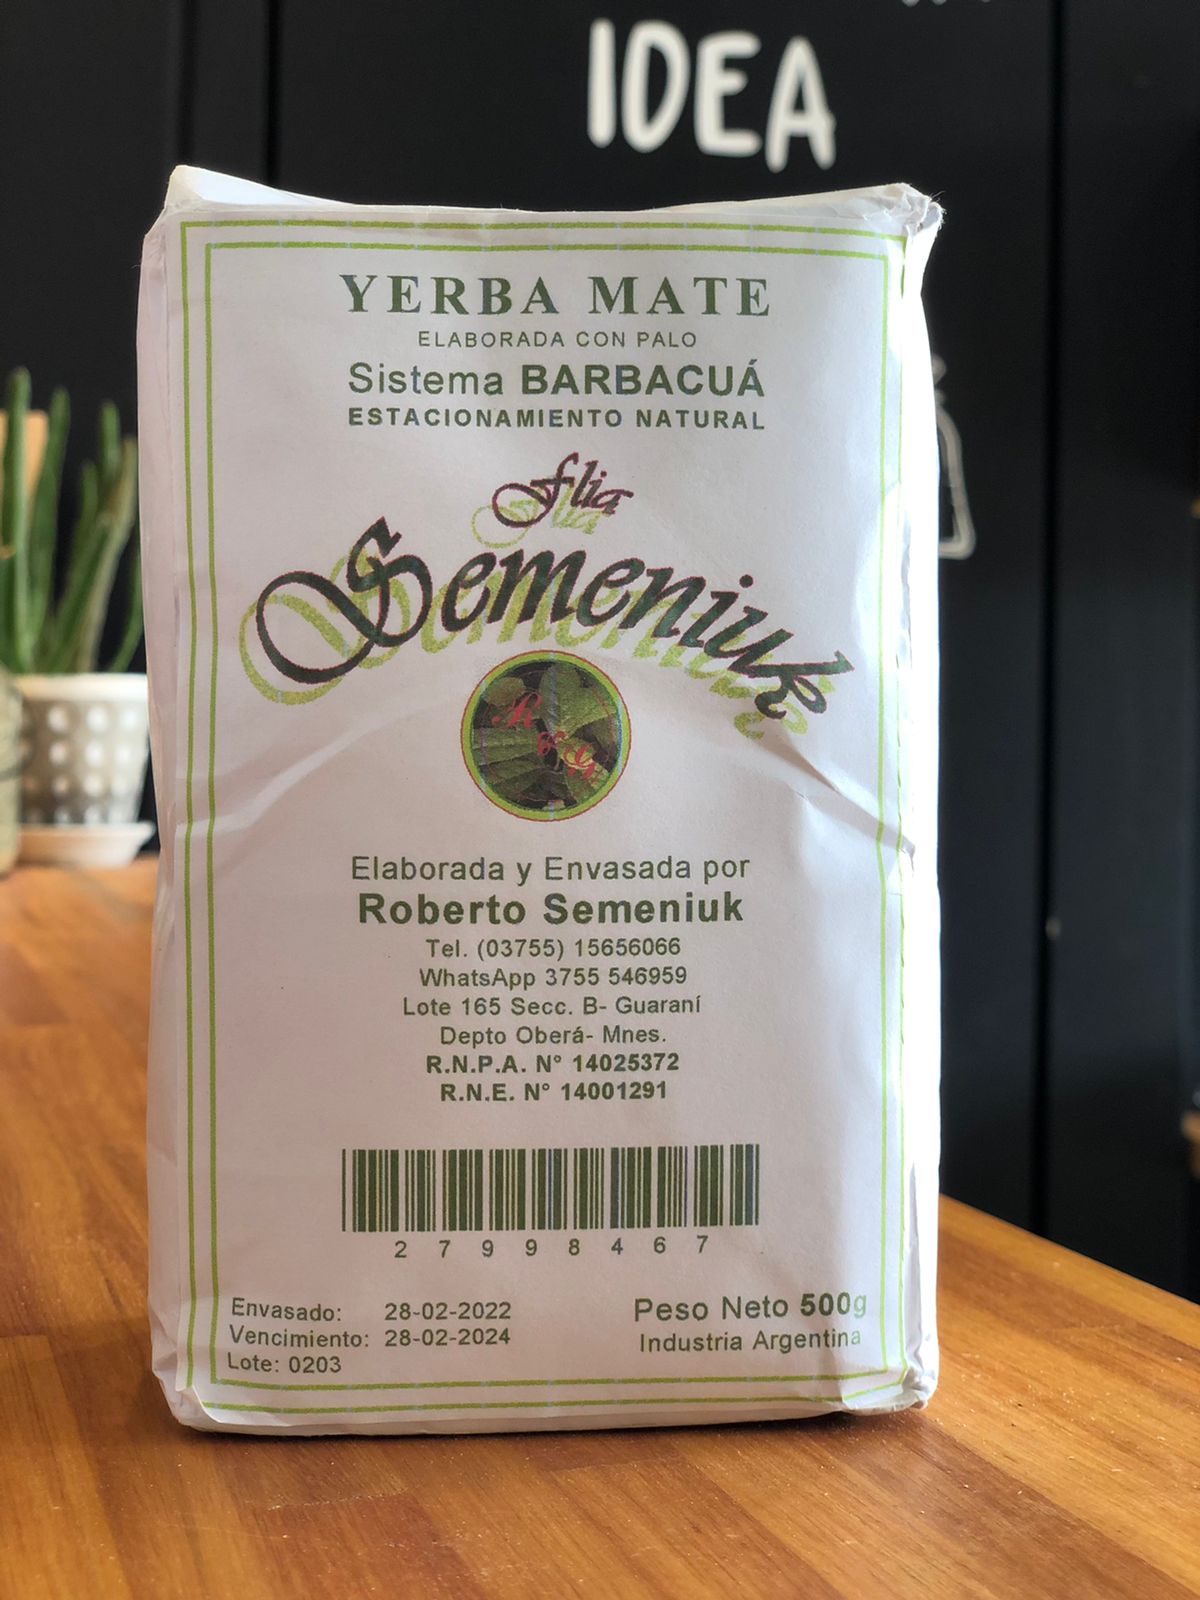 IDEA
YERBA MATE
ELABORADA CON PALO
Sistema BARBACUÁ
ESTACIONAMIENTO NATURAL
flia
Semeniuk
R & G
Elaborada y Envasada por
Roberto Semeniuk
Tel. (03755) 15656066
WhatsApp 3755 546959
Lote 165 Secc. B- Guaraní
Depto Oberá- Mnes.
R.N.P.A. N° 14025372
R.N.E. N° 14001291
2 7 9 9 8 4 6 7
Envasado: 28-02-2022
Vencimiento: 28-02-2024
Lote: 0203
Peso Neto 500g
Industria Argentina